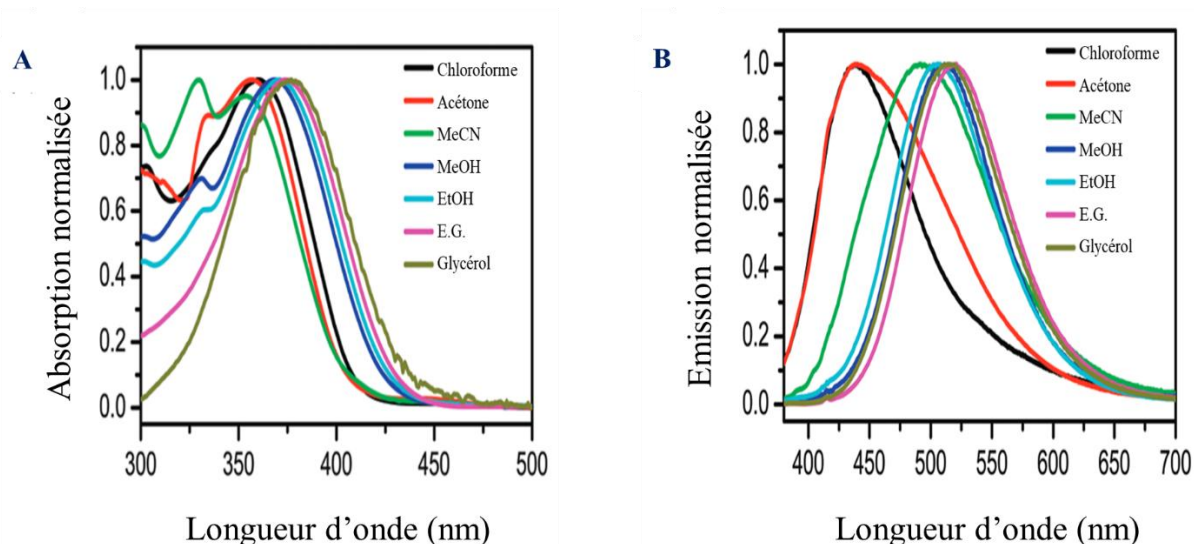 A
Absorption normalisée
1.0
0.8
0.6
0.4
0.2
0.0
Chloroforme
Acétone
MeCN
MeOH
EtOH
E.G.
Glycérol
300 350 400 450 500
Longueur d’onde (nm)
B
Emission normalisée
1.0
0.8
0.6
0.4
0.2
0.0
Chloroforme
Acétone
MeCN
MeOH
EtOH
E.G.
Glycérol
400 450 500 550 600 650 700
Longueur d’onde (nm)